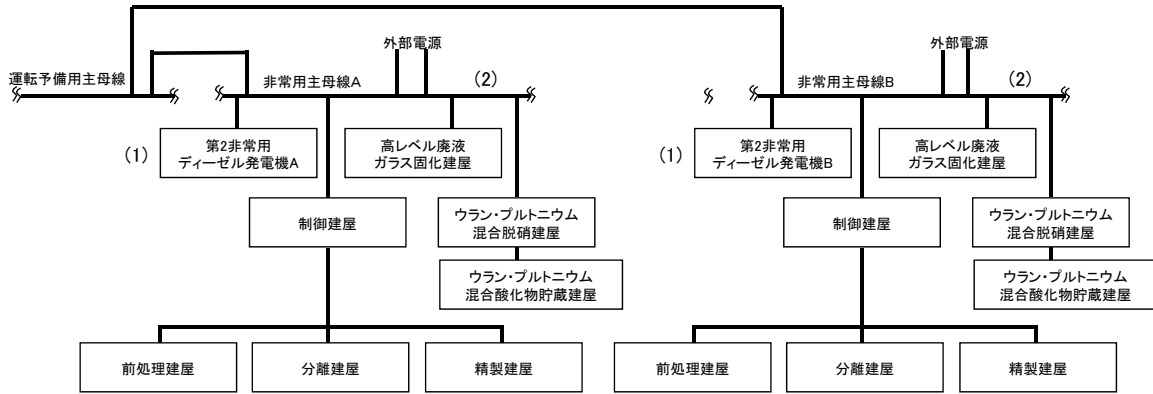 外部電源
外部電源
運転予備用主母線
非常用主母線A
(2)
非常用主母線B
(2)
(1)
第2非常用
ディーゼル発電機A
高レベル廃液
ガラス固化建屋
(1)
第2非常用
ディーゼル発電機B
高レベル廃液
ガラス固化建屋
制御建屋
ウラン・プルトニウム
混合脱硝建屋
制御建屋
ウラン・プルトニウム
混合脱硝建屋
ウラン・プルトニウム
混合酸化物貯蔵建屋
ウラン・プルトニウム
混合酸化物貯蔵建屋
前処理建屋
分離建屋
精製建屋
前処理建屋
分離建屋
精製建屋